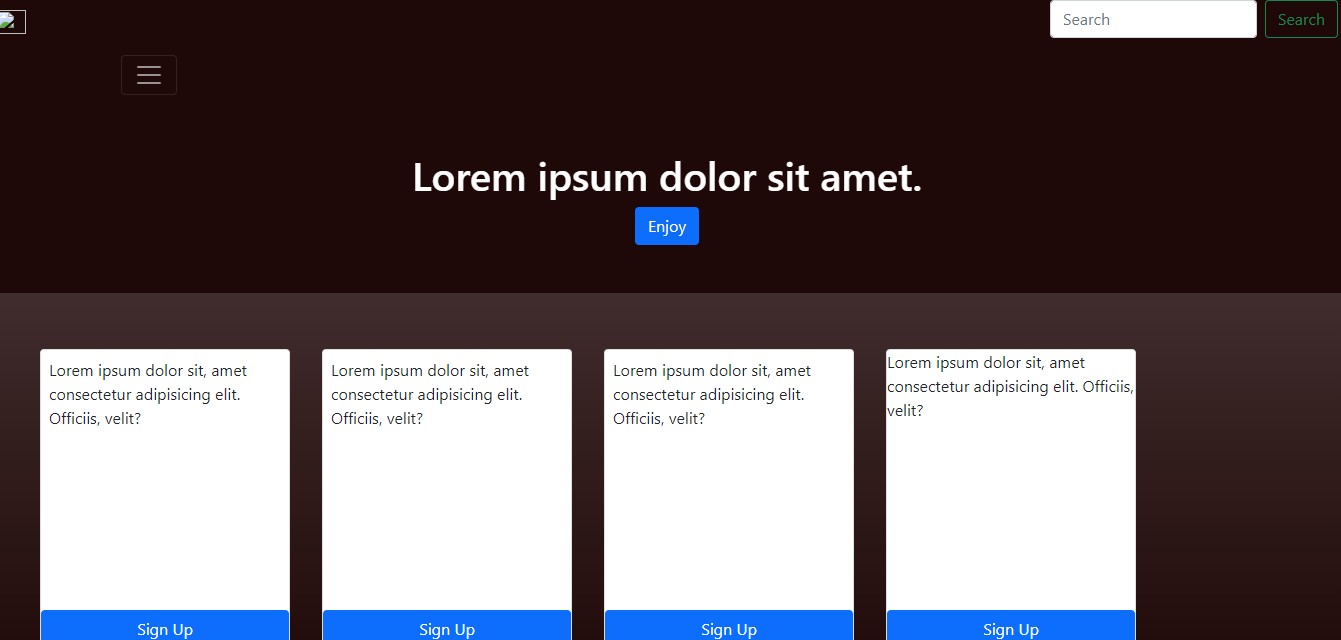 Search
Search
Lorem ipsum dolor sit amet.
Enjoy
Lorem ipsum dolor sit, amet
consectetur adipisicing elit.
Officiis, velit?
Sign Up
Lorem ipsum dolor sit, amet
consectetur adipisicing elit.
Officiis, velit?
Sign Up
Lorem ipsum dolor sit, amet
consectetur adipisicing elit.
Officiis, velit?
Sign Up
Lorem ipsum dolor sit, amet
consectetur adipisicing elit. Officiis,
velit?
Sign Up